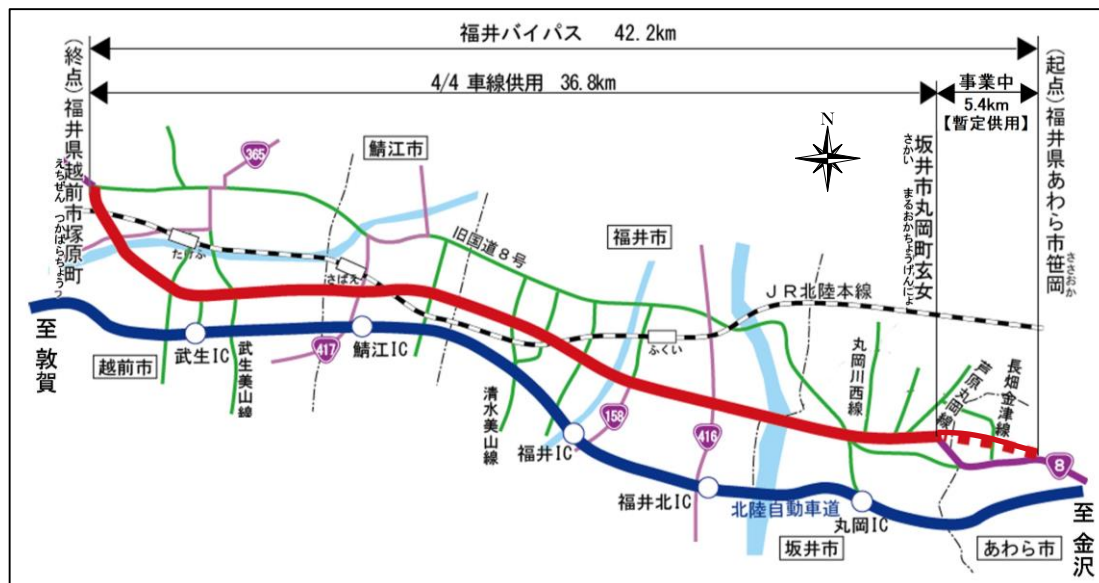 福井バイパス 42.2km
4/4 車線供用 36.8km
事業中
5.4km
【暫定供用】
(終点)福井県越前市塚原町
えちぜん つかはらちょう
(起点)福井県あわら市笹岡
ささおか
坂井市丸岡町玄女
さかい まるおかちょうげんにょ
N
365
鯖江市
福井市
旧国道8号
JR北陸本線
たけふ
さばえ
ふくい
至 敦賀
武生IC
越前市
武生美山線
417
鯖江IC
清水美山線
福井IC
158
416
福井北IC
北陸自動車道
丸岡川西線
芦原丸岡線
長畑金津線
8
丸岡IC
坂井市
あわら市
至 金沢